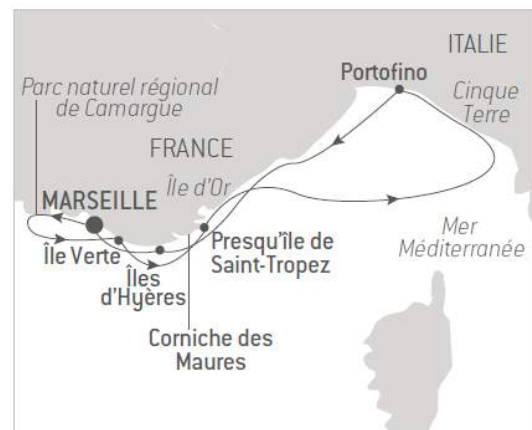 ITALIE
Portofino
Cinque
Terre
Parc naturel régional
de Camargue
FRANCE
Île d'Or
MARSEILLE
Mer
Méditerranée
Île Verte
Îles
d'Hyères
Presqu'île de
Saint-Tropez
Corniche des
Maures